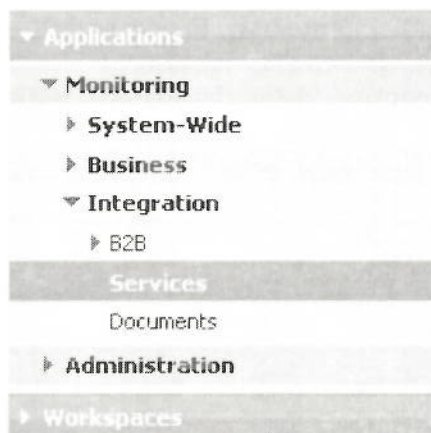 Applications
Monitoring
System-Wide
Business
Integration
B2B
Services
Documents
Administration
Workspaces